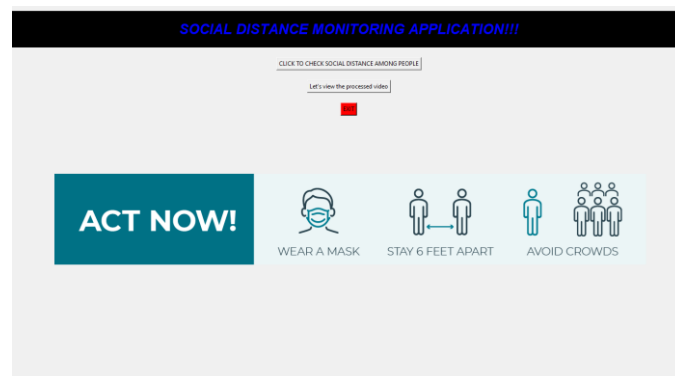 SOCIAL DISTANCE MONITORING APPLICATION!!!
CLICK TO CHECK SOCIAL DISTANCE AMONG PEOPLE
Let's view the processed video
EXIT
ACT NOW!
WEAR A MASK
STAY 6 FEET APART
AVOID CROWDS